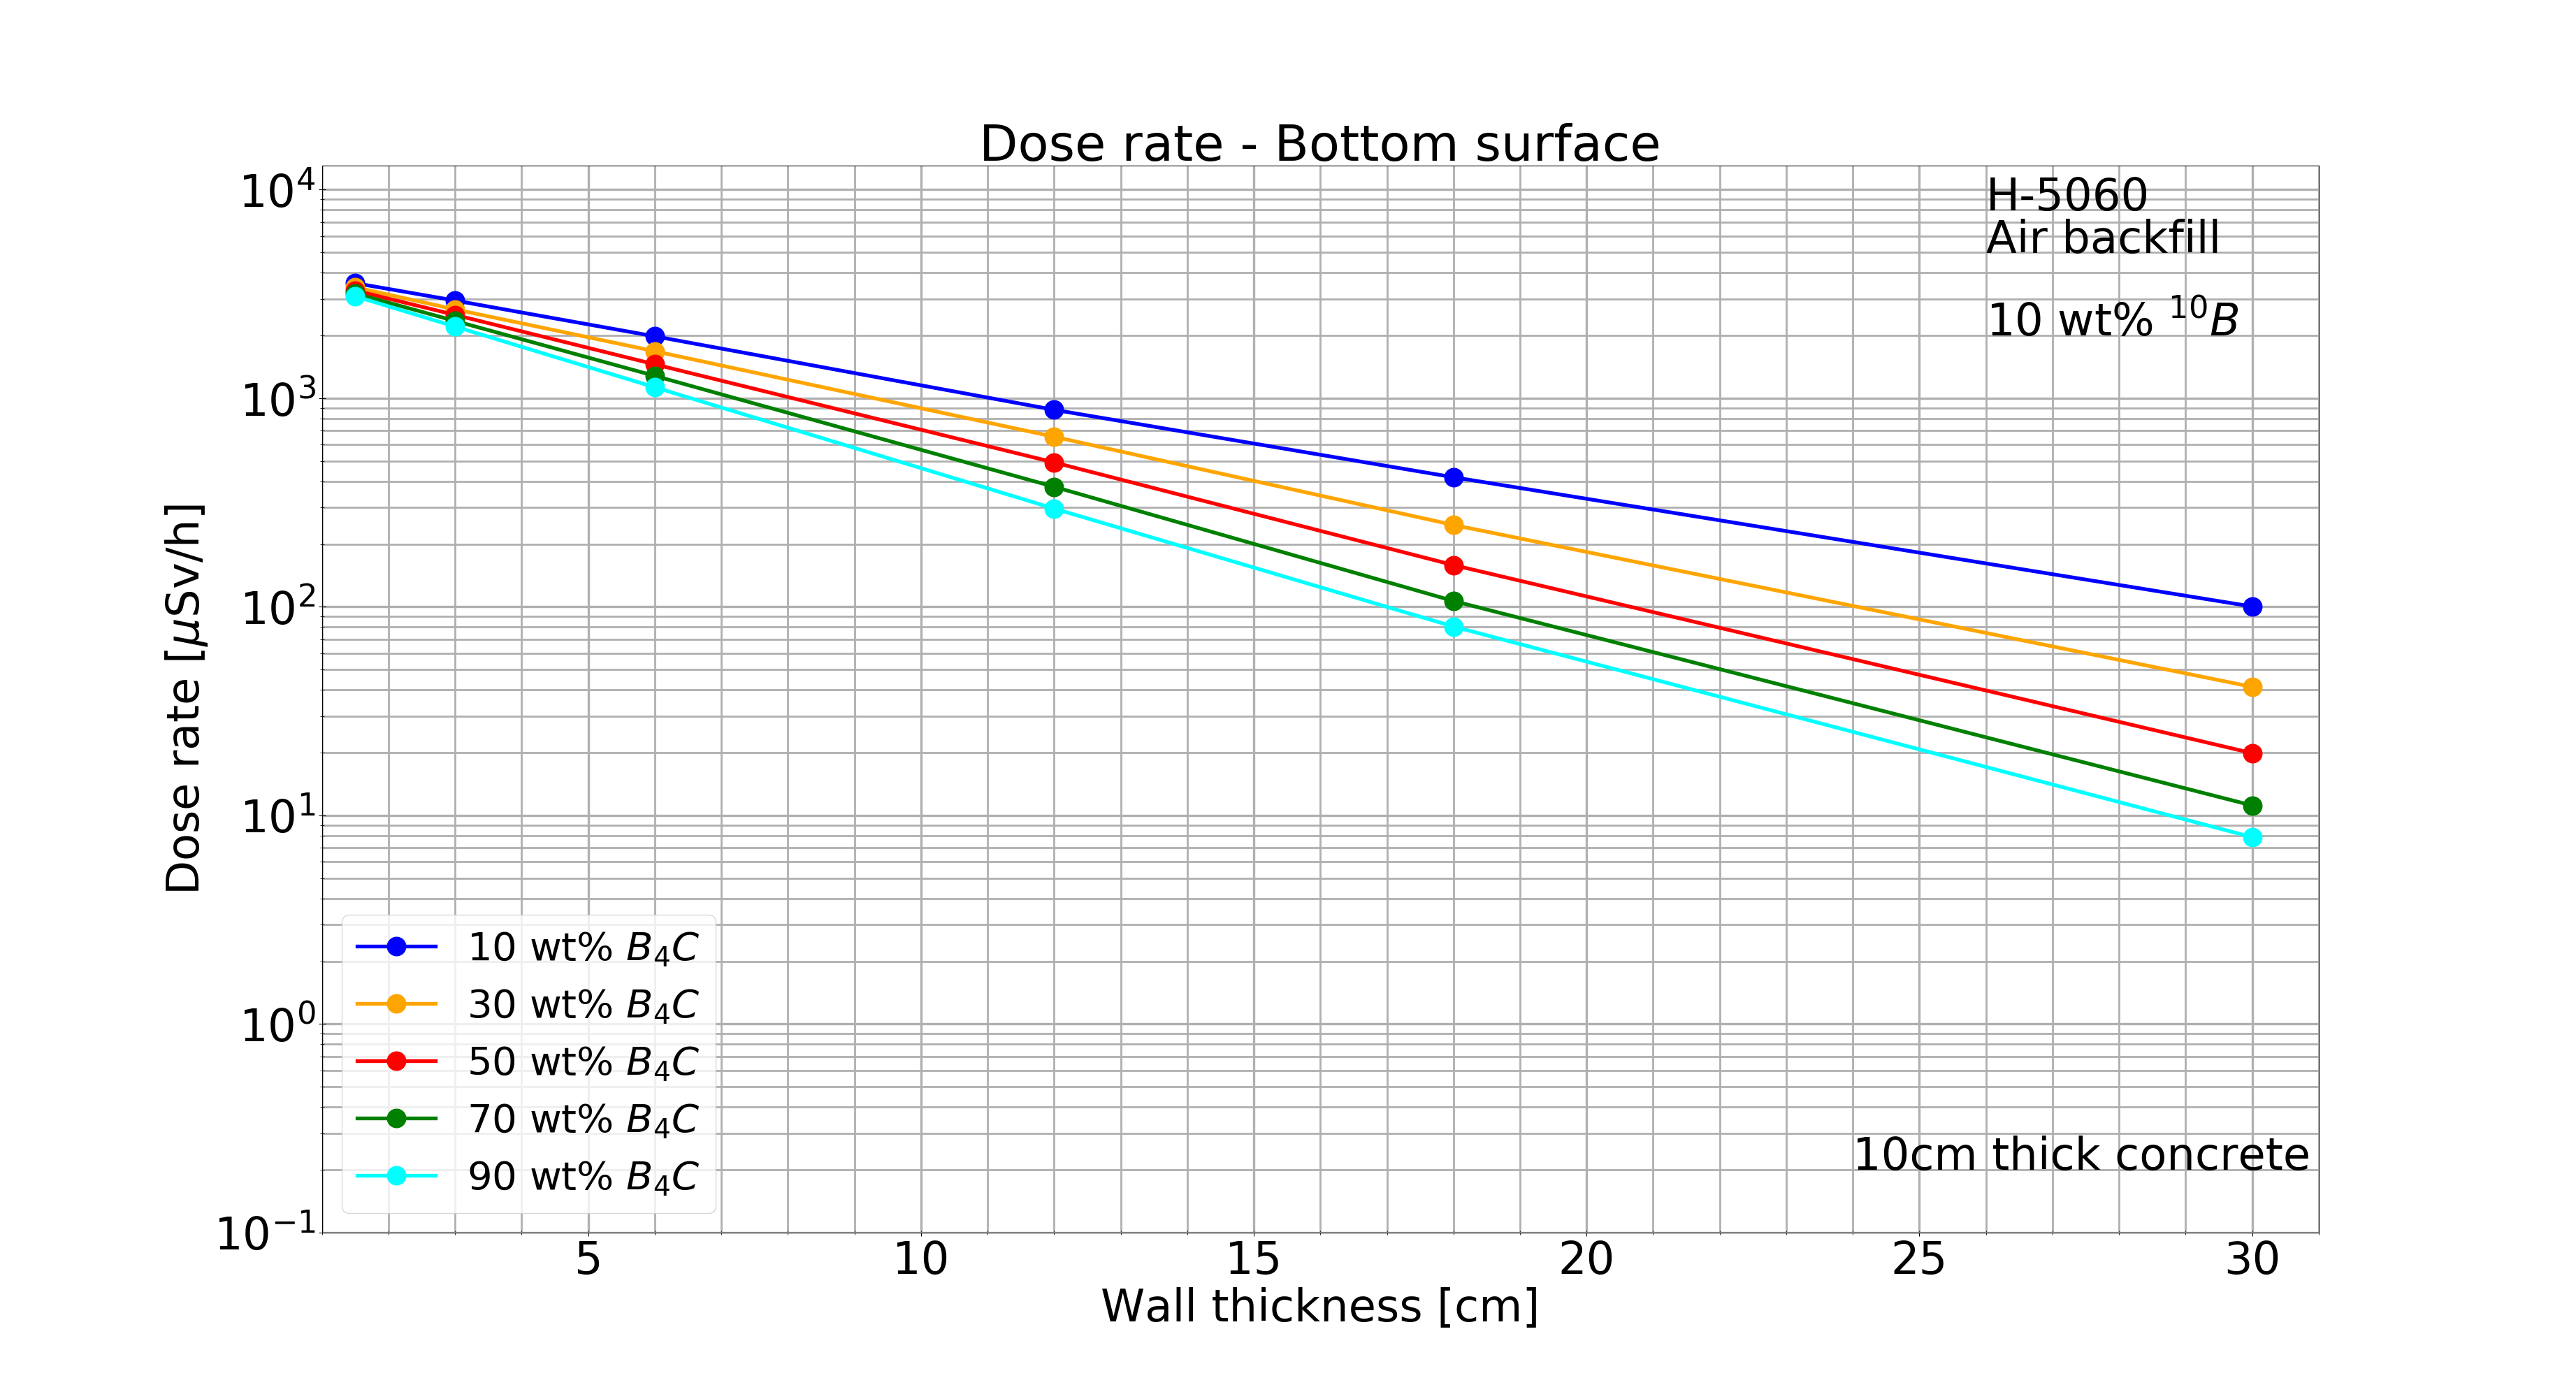 Dose rate - Bottom surface
H-5060
Air backfill
10 wt% ¹⁰B
10⁴
10³
10²
10¹
10⁰
10⁻¹
Dose rate [μSv/h]
10 wt% B₄C
30 wt% B₄C
50 wt% B₄C
70 wt% B₄C
90 wt% B₄C
10cm thick concrete
5 10 15 20 25 30
Wall thickness [cm]